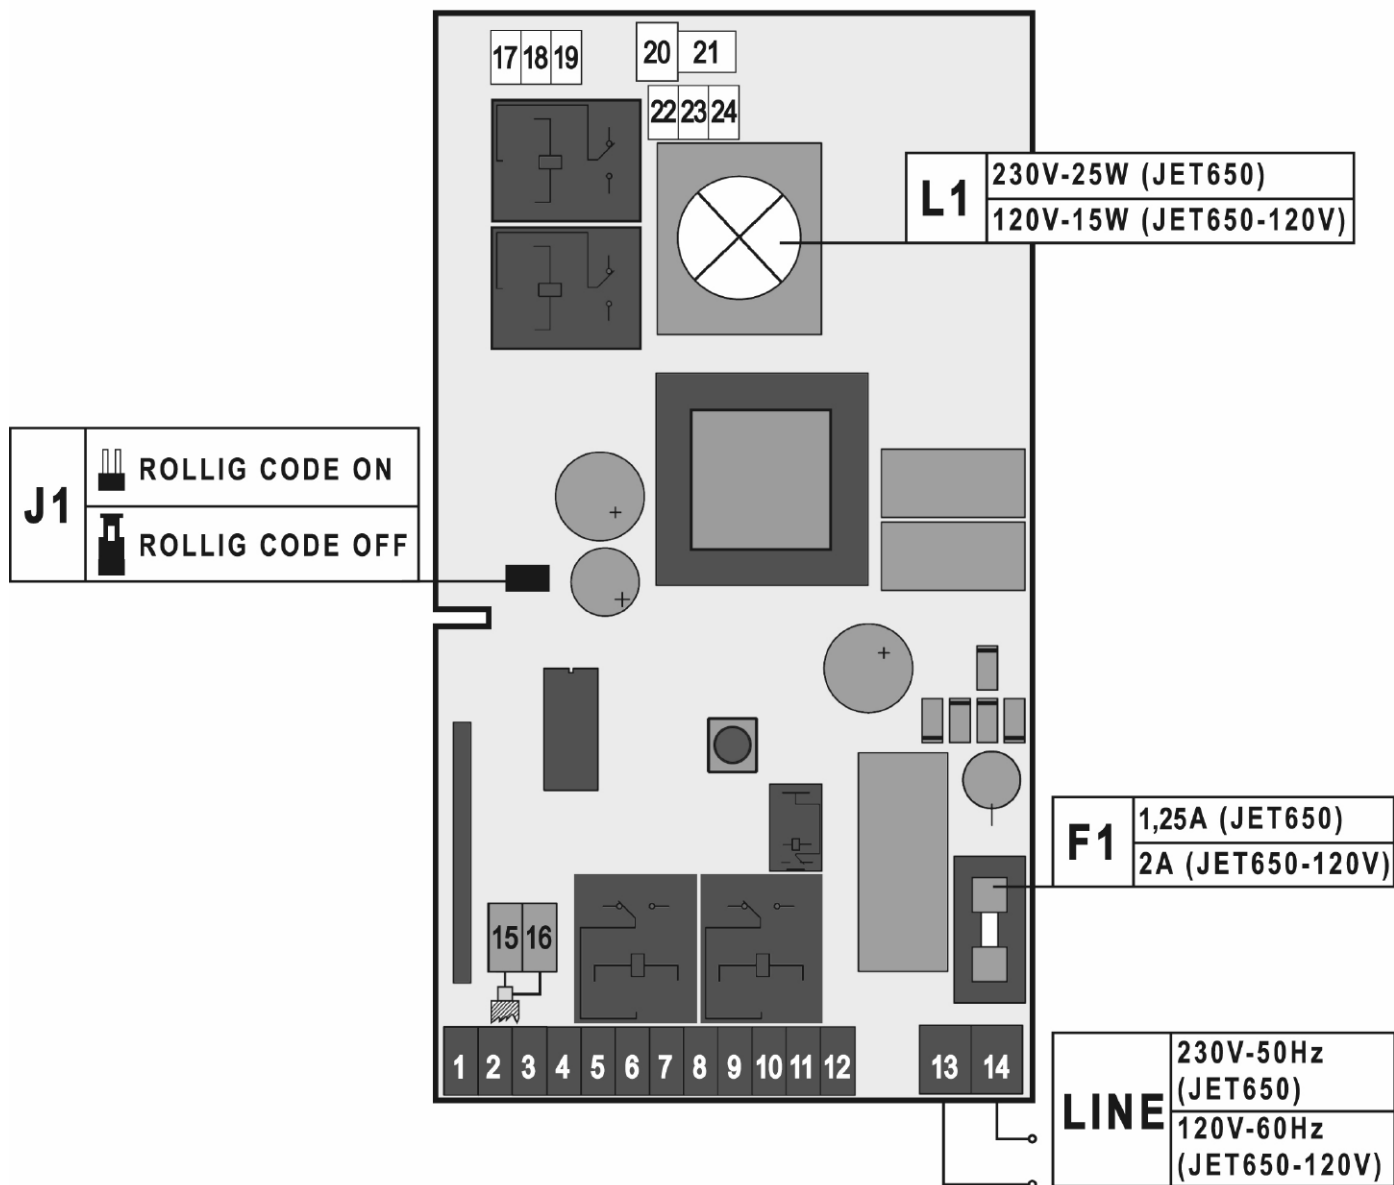 17 18 19
20 21
22 23 24
L1
230V-25W (JET650)
120V-15W (JET650-120V)
J1
ROLLIG CODE ON
ROLLIG CODE OFF
+
+
+
F1
1,25A (JET650)
2A (JET650-120V)
15 16
1 2 3 4 5 6 7 8 9 10 11 12
13 14
LINE
230V-50Hz
(JET650)
120V-60Hz
(JET650-120V)